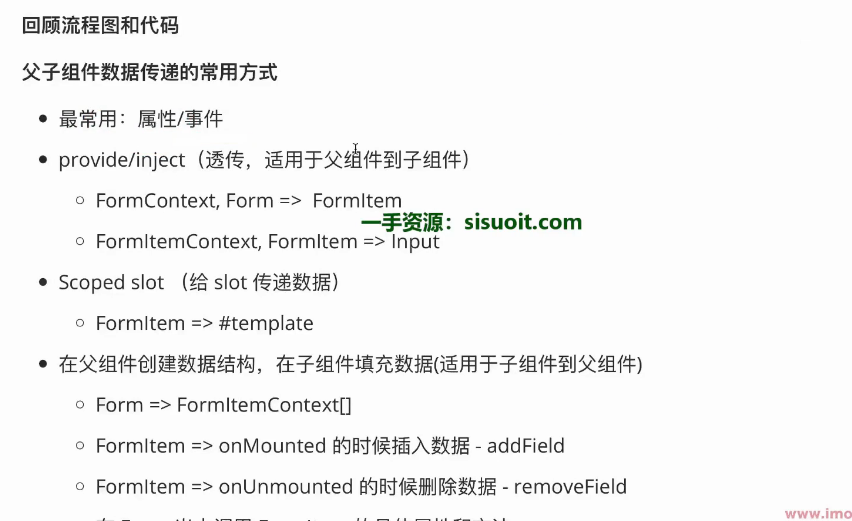 回顾流程图和代码
父子组件数据传递的常用方式
最常用：属性/事件
provide/inject（透传，适用于父组件到子组件）
FormContext, Form => FormItem
一手资源：sisuoit.com
FormItemContext, FormItem => Input
Scoped slot （给 slot 传递数据）
FormItem => #template
在父组件创建数据结构，在子组件填充数据(适用于子组件到父组件)
Form => FormItemContext[]
FormItem => onMounted 的时候插入数据 - addField
FormItem => onUnmounted 的时候删除数据 - removeField
www.imo